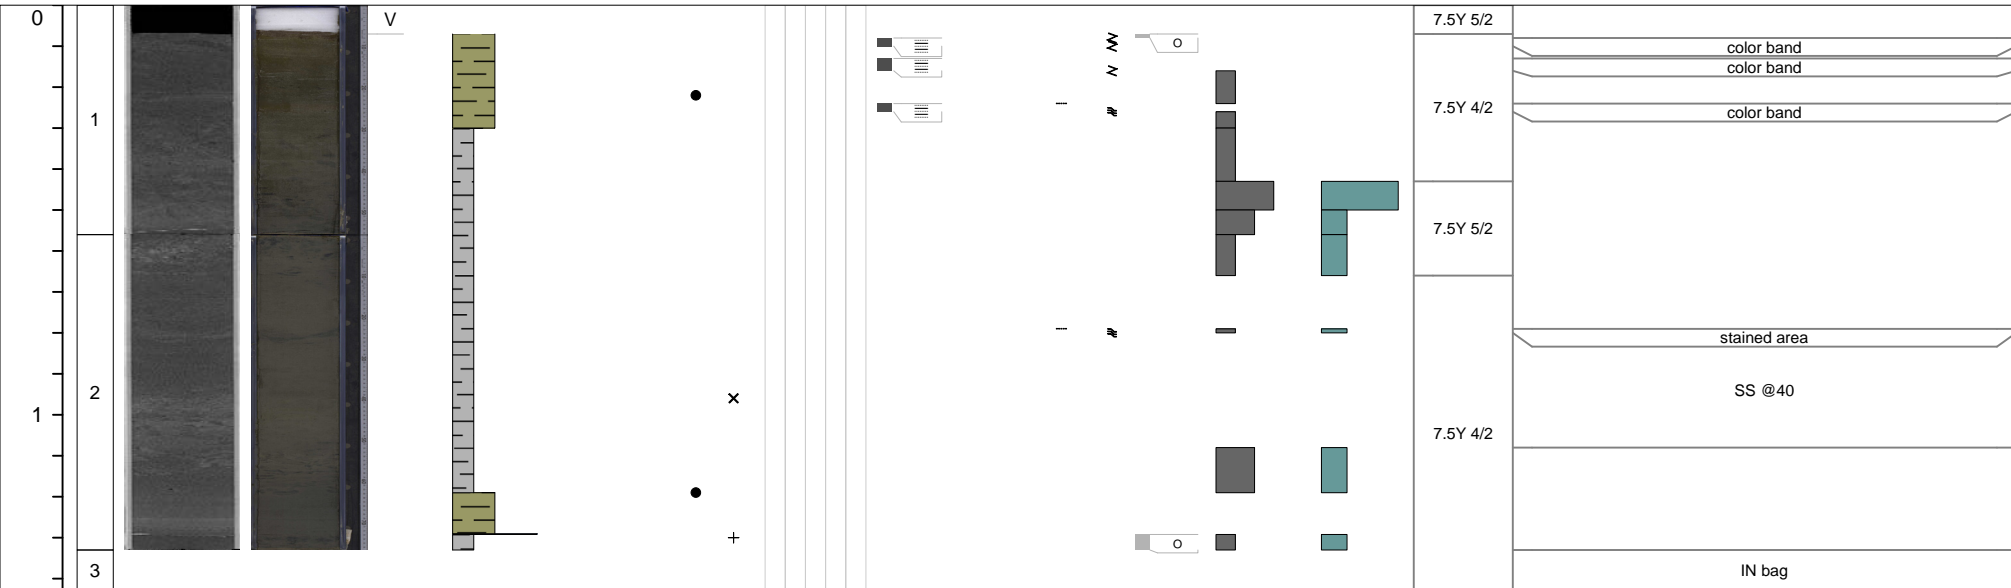 0
V
7.5Y 5/2
O
color band
color band
7.5Y 4/2
1
color band
7.5Y 5/2
stained area
SS @40
2
1
7.5Y 4/2
O
3
IN bag